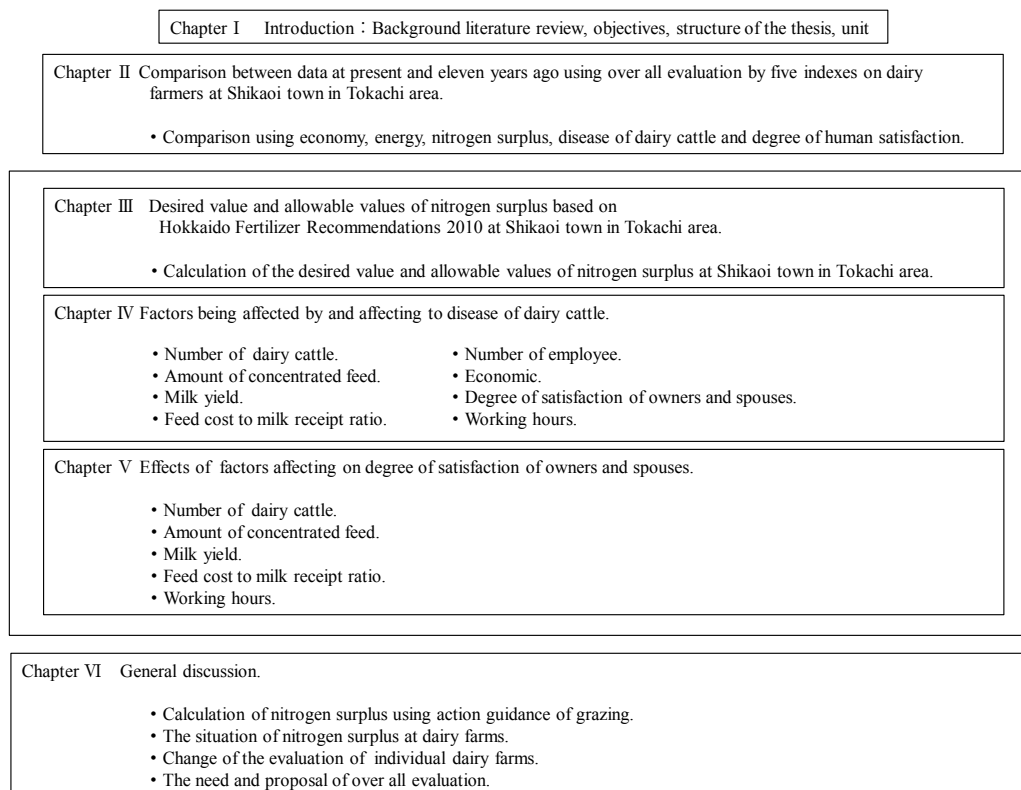 Chapter Ⅰ Introduction：Background literature review, objectives, structure of the thesis, unit
Chapter Ⅱ Comparison between data at present and eleven years ago using over all evaluation by five indexes on dairy
farmers at Shikaoi town in Tokachi area.
・Comparison using economy, energy, nitrogen surplus, disease of dairy cattle and degree of human satisfaction.
Chapter Ⅲ Desired value and allowable values of nitrogen surplus based on
Hokkaido Fertilizer Recommendations 2010 at Shikaoi town in Tokachi area.
・Calculation of the desired value and allowable values of nitrogen surplus at Shikaoi town in Tokachi area.
Chapter Ⅳ Factors being affected by and affecting to disease of dairy cattle.
・Number of dairy cattle. ・Number of employee.
・Amount of concentrated feed. ・Economic.
・Milk yield. ・Degree of satisfaction of owners and spouses.
・Feed cost to milk receipt ratio. ・Working hours.
Chapter Ⅴ Effects of factors affecting on degree of satisfaction of owners and spouses.
・Number of dairy cattle.
・Amount of concentrated feed.
・Milk yield.
・Feed cost to milk receipt ratio.
・Working hours.
Chapter Ⅵ General discussion.
・Calculation of nitrogen surplus using action guidance of grazing.
・The situation of nitrogen surplus at dairy farms.
・Change of the evaluation of individual dairy farms.
・The need and proposal of over all evaluation.